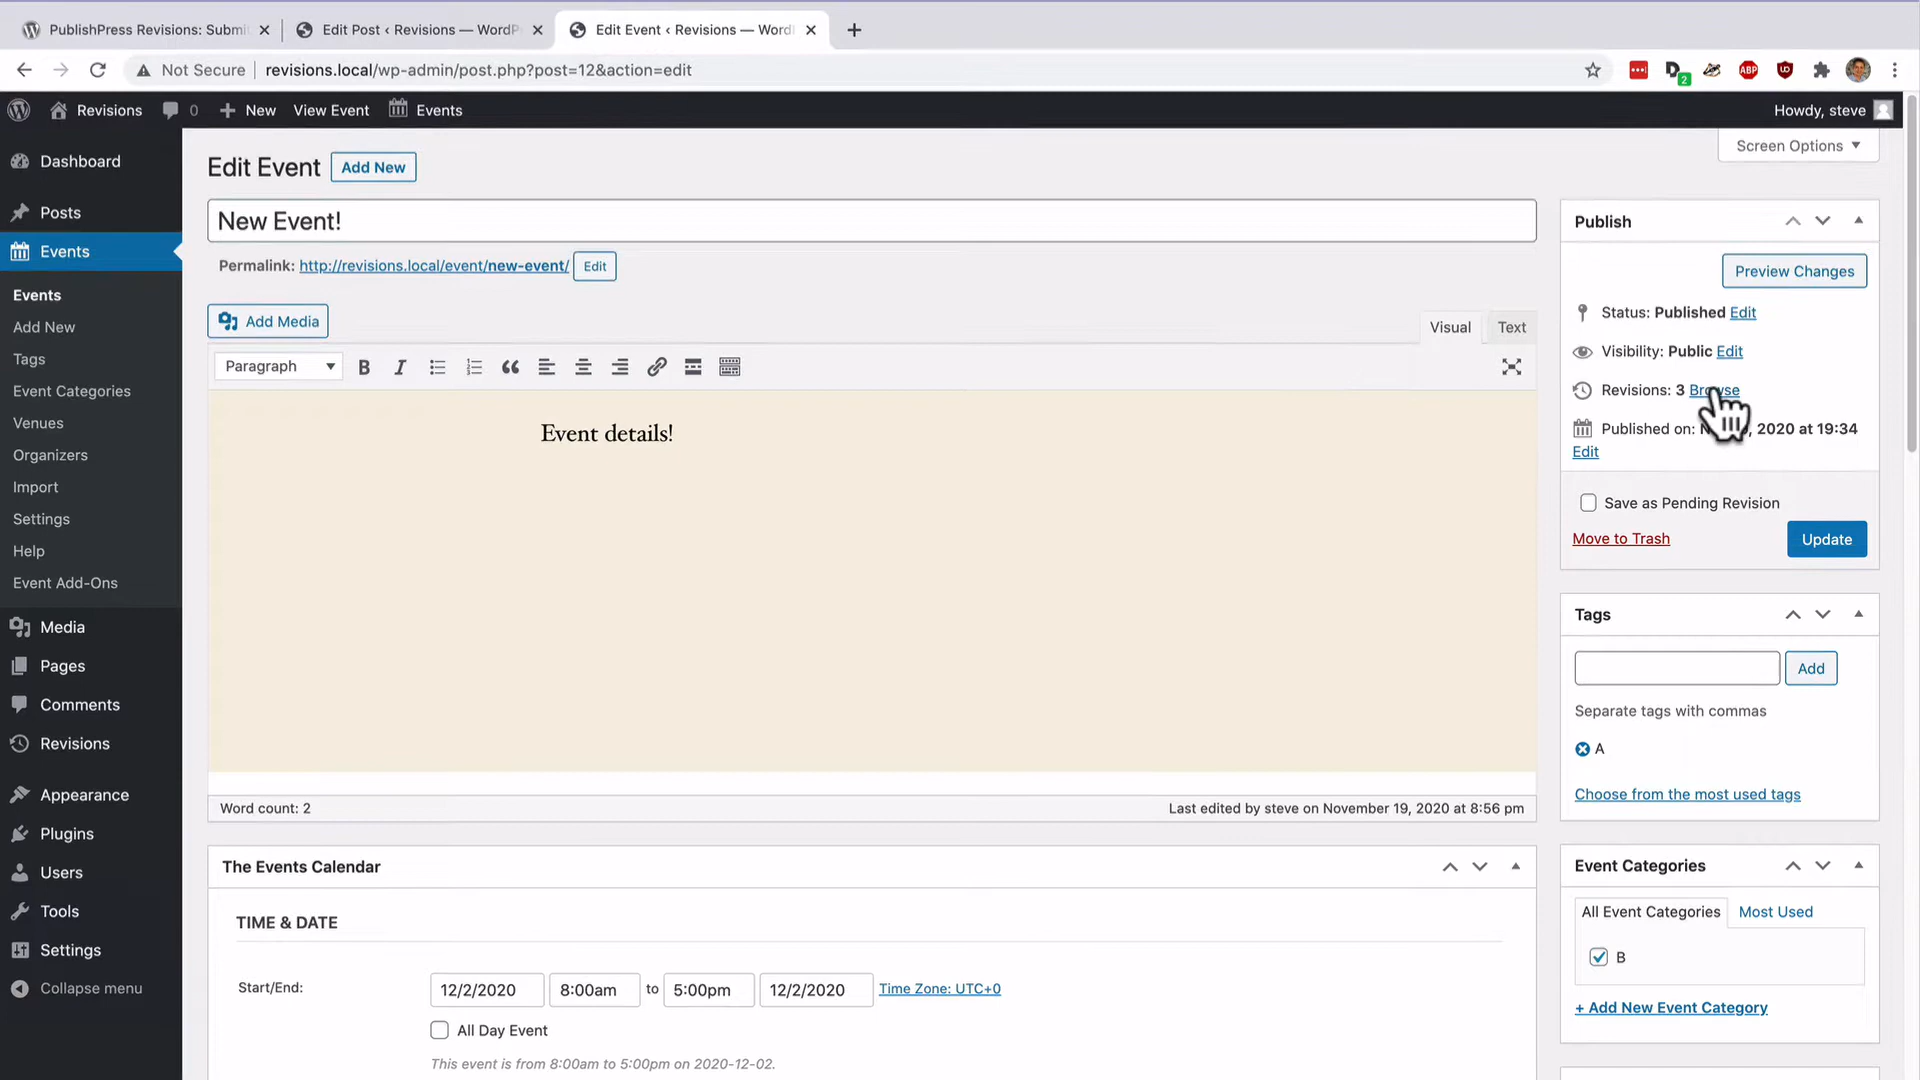 PublishPress Revisions: Submi
Edit Post ‹ Revisions — WordP
Edit Event ‹ Revisions — Word
Not Secure
revisions.local/wp-admin/post.php?post=12&action=edit
2
ABP
Revisions
0
New
View Event
Events
Howdy, steve
Screen Options
Dashboard
Posts
Events
Events
Add New
Tags
Event Categories
Venues
Organizers
Import
Settings
Help
Event Add-Ons
Media
Pages
Comments
Revisions
Appearance
Plugins
Users
Tools
Settings
Collapse menu
Edit Event
Add New
New Event!
Permalink: http://revisions.local/event/new-event/ Edit
Add Media
Visual
Text
Paragraph
Event details!
Word count: 2
Last edited by steve on November 19, 2020 at 8:56 pm
The Events Calendar
TIME & DATE
Start/End:
12/2/2020
8:00am
to
5:00pm
12/2/2020
Time Zone: UTC+0
All Day Event
This event is from 8:00am to 5:00pm on 2020-12-02.
Publish
Preview Changes
Status: Published Edit
Visibility: Public Edit
Revisions: 3 Browse
Published on: 2020 at 19:34
Edit
Save as Pending Revision
Move to Trash
Update
Tags
Add
Separate tags with commas
A
Choose from the most used tags
Event Categories
All Event Categories
Most Used
B
+ Add New Event Category